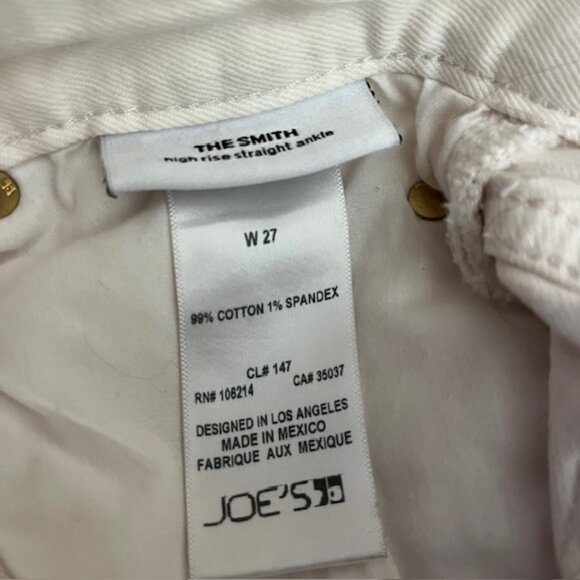 THE SMITH
high rise straight ankle
W 27
99% COTTON 1% SPANDEX
CL# 147
RN# 106214 CA# 35037
DESIGNED IN LOS ANGELES
MADE IN MEXICO
FABRIQUE AUX MEXIQUE
JOE'S